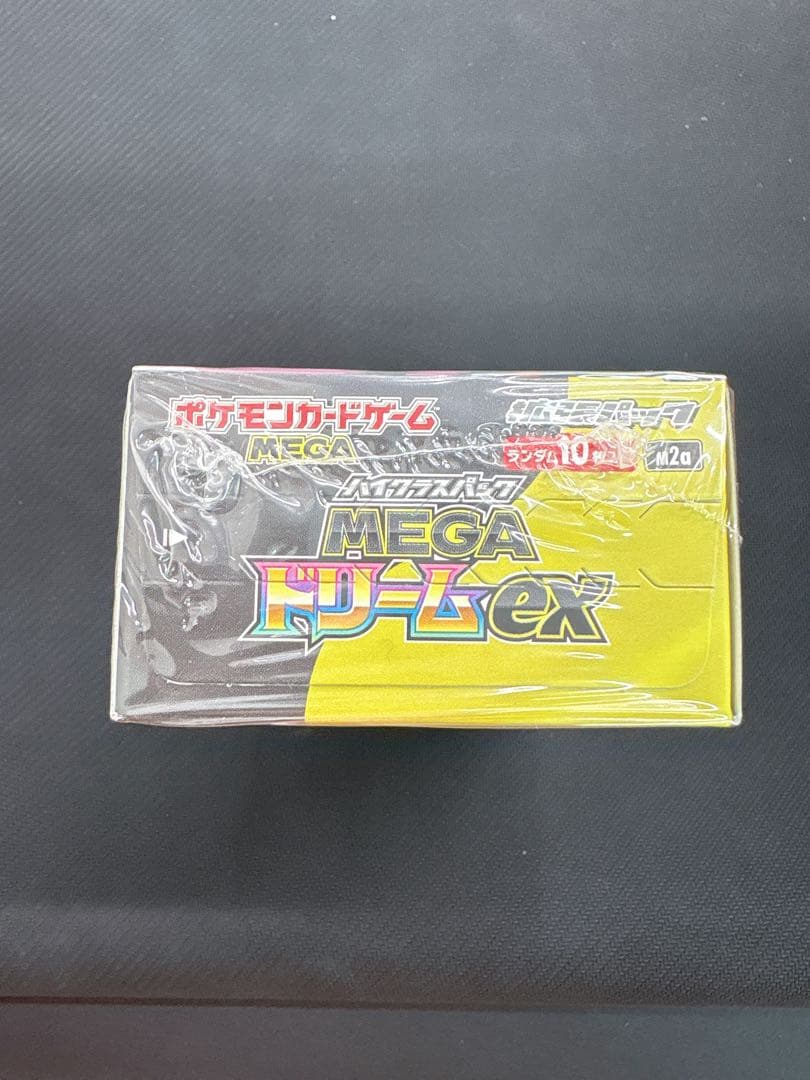 ポケモンカードゲーム
MEGA
拡張パック
ランダム10枚入り
M2a
ハイクラスパック
MEGA
ドリームex